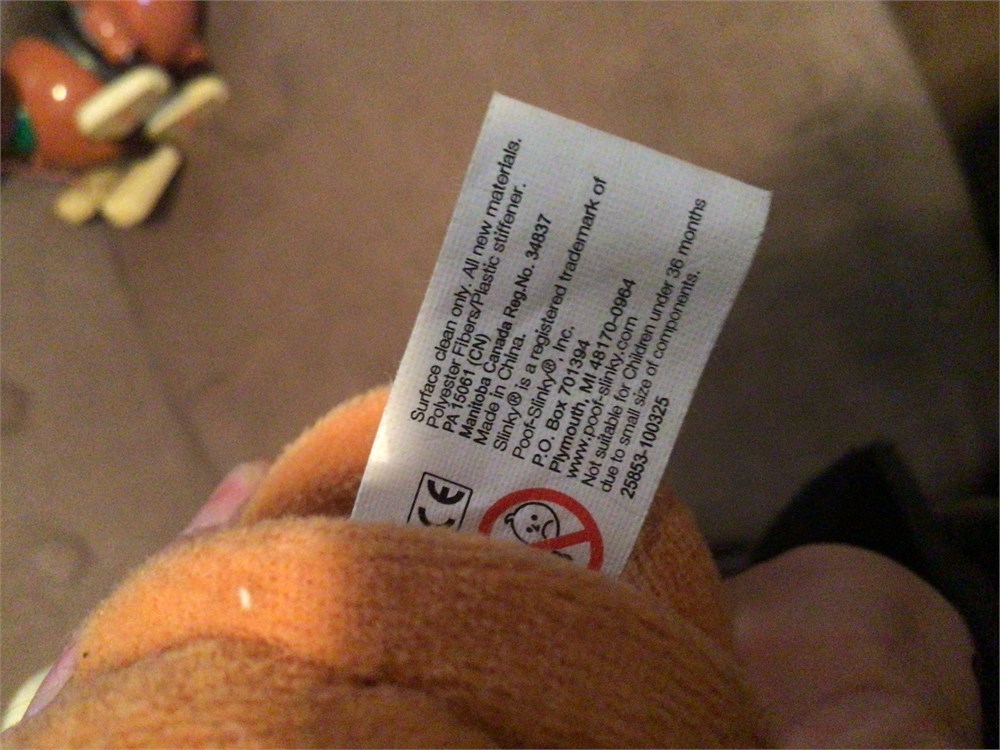 Surface clean only. All new materials.
Polyester Fibers/Plastic stiffener.
PA 15061 (CN)
Manitoba Canada Reg.No. 34837
Made in China.
Slinky® is a registered trademark of
Poof-Slinky®, Inc.
P.O. Box 701394
Plymouth, MI 48170-0964
www.poof-slinky.com
Not suitable for Children under 36 months
due to small size of components.
25853-100325
CE